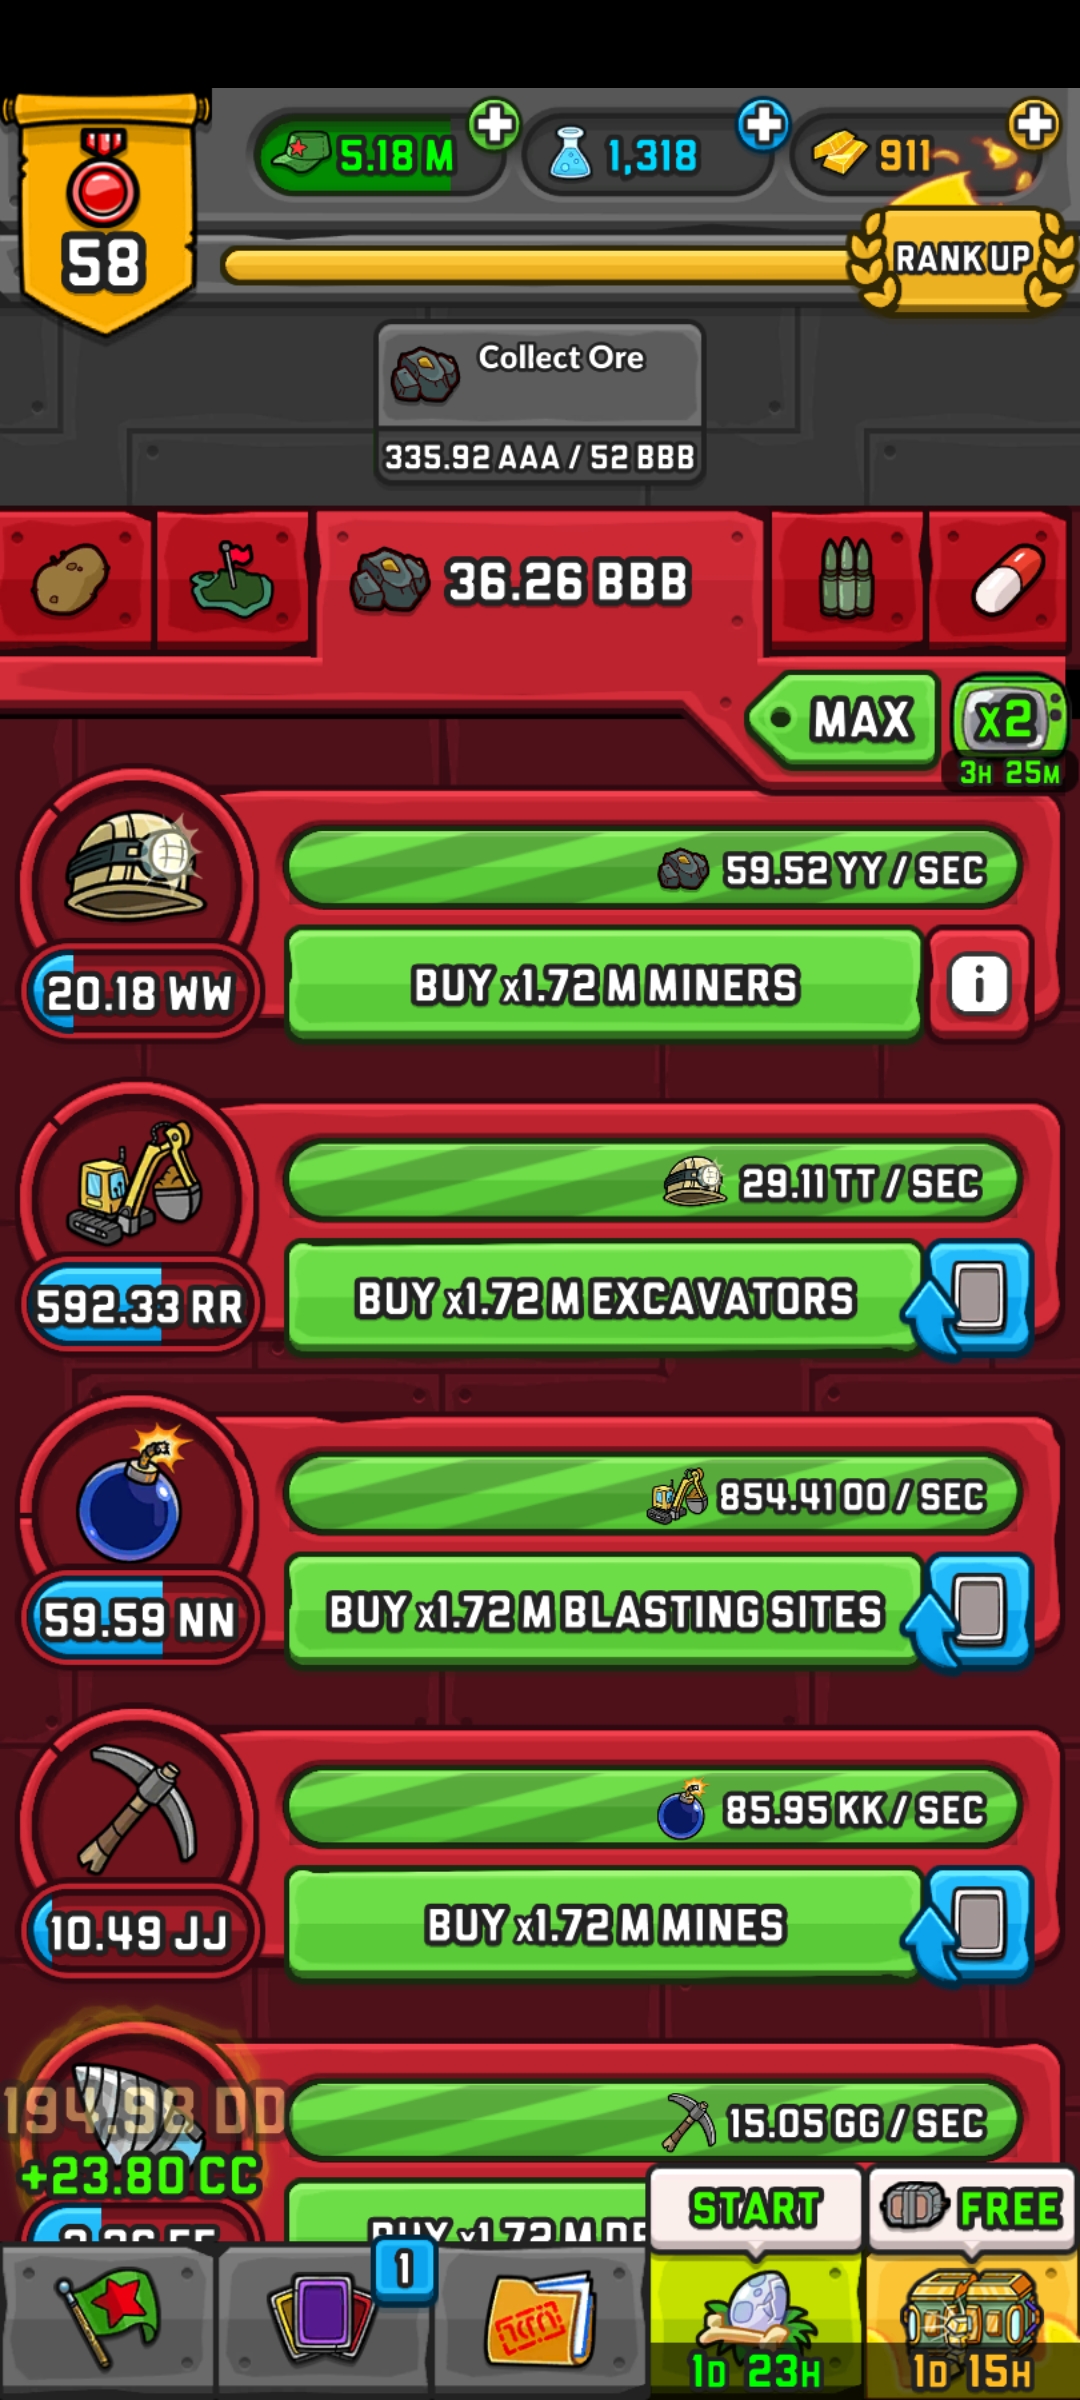 58
5.18 M
1,318
911
RANK UP
Collect Ore
335.92 AAA / 52 BBB
36.26 BBB
MAX
x2
3H 25M
59.52 YY / SEC
20.18 WW
BUY x1.72 M MINERS
i
29.11 TT / SEC
592.33 RR
BUY x1.72 M EXCAVATORS
854.41 OO / SEC
59.59 NN
BUY x1.72 M BLASTING SITES
85.95 KK / SEC
10.49 JJ
BUY x1.72 M MINES
194.98 DD
15.05 GG / SEC
+23.80 CC
BUY x1.72 M
START
FREE
1
1D 23H
1D 15H